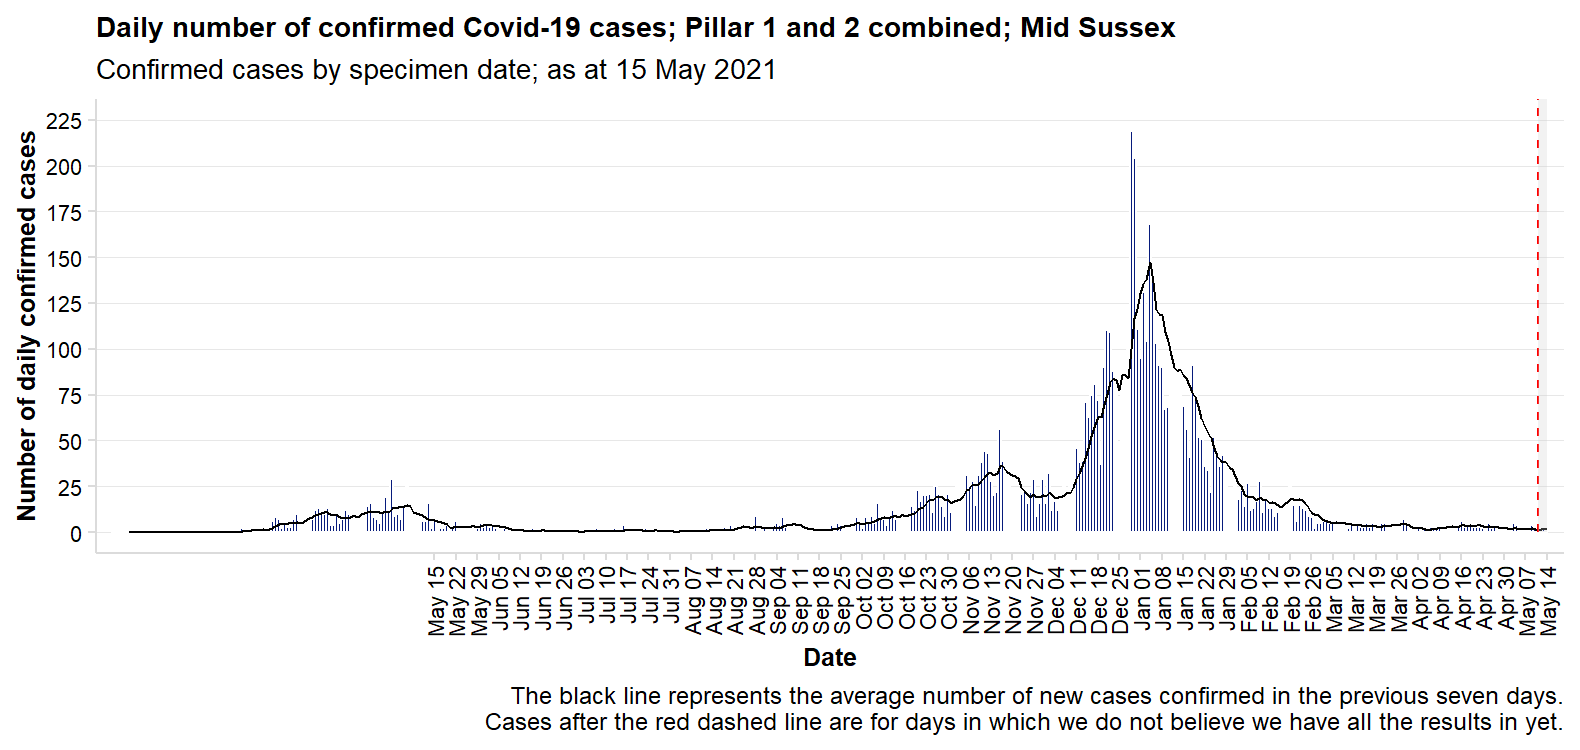 Daily number of confirmed Covid-19 cases; Pillar 1 and 2 combined; Mid Sussex
Confirmed cases by specimen date; as at 15 May 2021
Number of daily confirmed cases
225
200
175
150
125
100
75
50
25
0
May 15
May 22
May 29
Jun 05
Jun 12
Jun 19
Jun 26
Jul 03
Jul 10
Jul 17
Jul 24
Jul 31
Aug 07
Aug 14
Aug 21
Aug 28
Sep 04
Sep 11
Sep 18
Sep 25
Oct 02
Oct 09
Oct 16
Oct 23
Oct 30
Nov 06
Nov 13
Nov 20
Nov 27
Dec 04
Dec 11
Dec 18
Dec 25
Jan 01
Jan 08
Jan 15
Jan 22
Jan 29
Feb 05
Feb 12
Feb 19
Feb 26
Mar 05
Mar 12
Mar 19
Mar 26
Apr 02
Apr 09
Apr 16
Apr 23
Apr 30
May 07
May 14
Date
The black line represents the average number of new cases confirmed in the previous seven days.
Cases after the red dashed line are for days in which we do not believe we have all the results in yet.